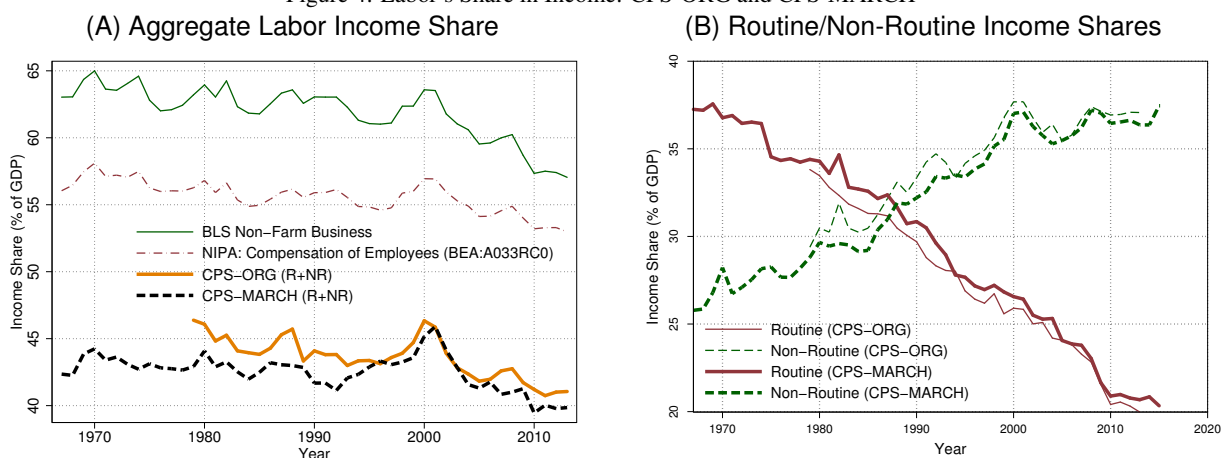 Figure 4: Labor's Share in Income: CPS-ORG and CPS-MARCH
(A) Aggregate Labor Income Share
65
60
55
50
45
40
Income Share (% of GDP)
BLS Non−Farm Business
NIPA: Compensation of Employees (BEA:A033RC0)
CPS−ORG (R+NR)
CPS−MARCH (R+NR)
1970 1980 1990 2000 2010
Year
(B) Routine/Non−Routine Income Shares
40
35
30
25
20
Income Share (% of GDP)
Routine (CPS−ORG)
Non−Routine (CPS−ORG)
Routine (CPS−MARCH)
Non−Routine (CPS−MARCH)
1970 1980 1990 2000 2010 2020
Year